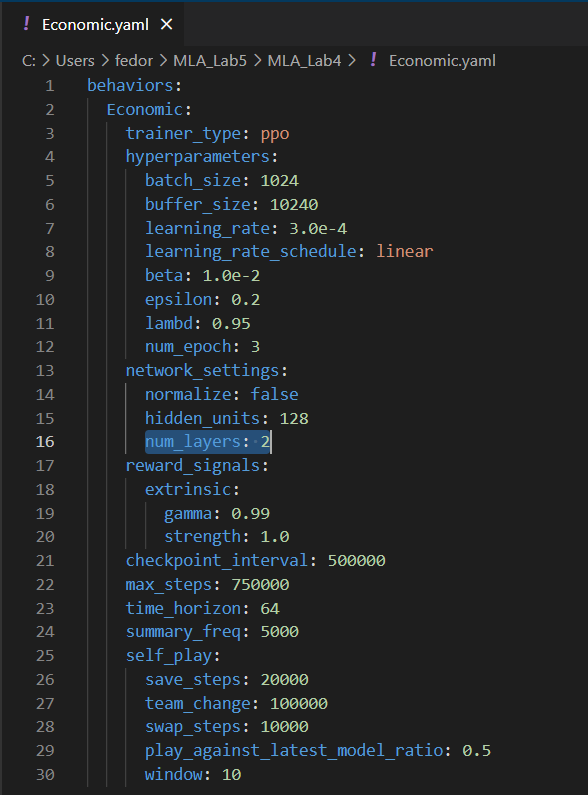 ! Economic.yaml ×
C: > Users > fedor > MLA_Lab5 > MLA_Lab4 > ! Economic.yaml
1 behaviors:
2   Economic:
3     trainer_type: ppo
4     hyperparameters:
5       batch_size: 1024
6       buffer_size: 10240
7       learning_rate: 3.0e-4
8       learning_rate_schedule: linear
9       beta: 1.0e-2
10       epsilon: 0.2
11       lambd: 0.95
12       num_epoch: 3
13     network_settings:
14       normalize: false
15       hidden_units: 128
16       num_layers: 2
17     reward_signals:
18       extrinsic:
19         gamma: 0.99
20         strength: 1.0
21     checkpoint_interval: 500000
22     max_steps: 750000
23     time_horizon: 64
24     summary_freq: 5000
25     self_play:
26       save_steps: 20000
27       team_change: 100000
28       swap_steps: 10000
29       play_against_latest_model_ratio: 0.5
30       window: 10